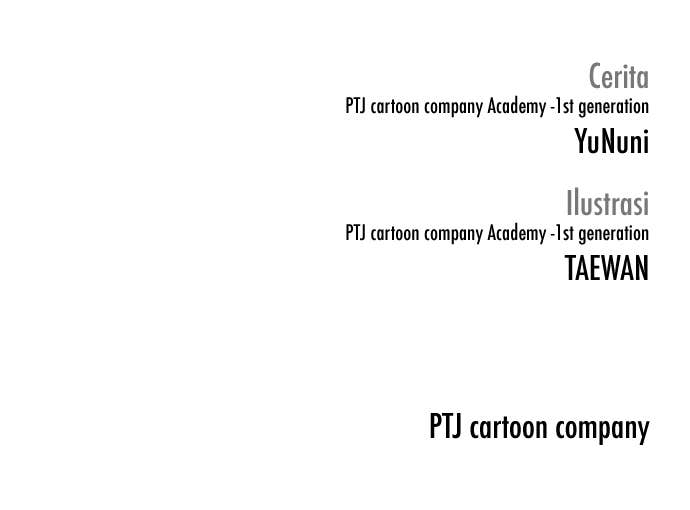 Cerita
PTJ cartoon company Academy -1st generation
YuNuni
Ilustrasi
PTJ cartoon company Academy -1st generation
TAEWAN
PTJ cartoon company